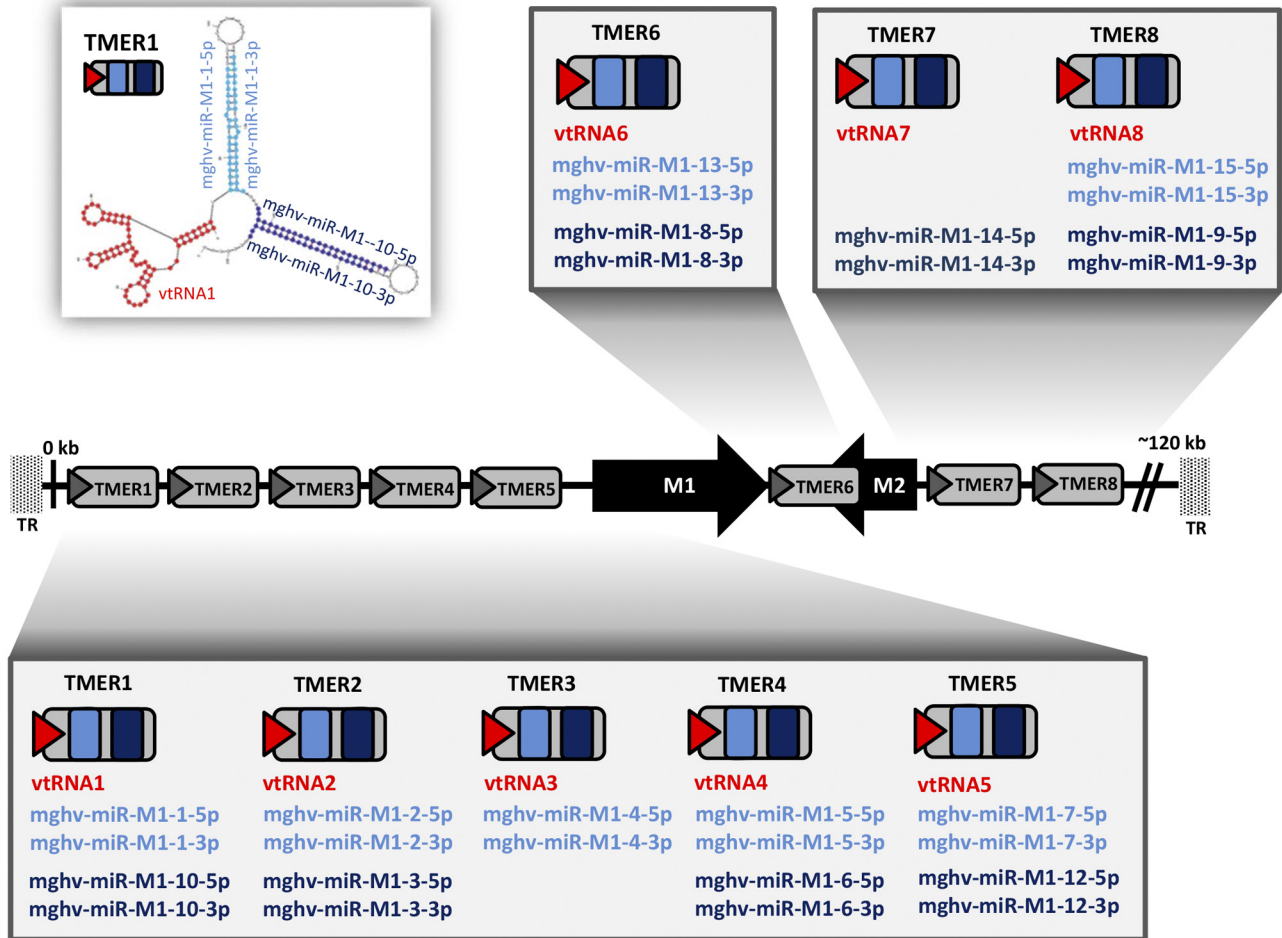 TMER1
mghv-miR-M1-1-5p
mghv-miR-M1-1-3p
mghv-miR-M1--10-5p
mghv-miR-M1-10-3p
vtRNA1
TMER6
vtRNA6
mghv-miR-M1-13-5p
mghv-miR-M1-13-3p
mghv-miR-M1-8-5p
mghv-miR-M1-8-3p
TMER7
vtRNA7
mghv-miR-M1-14-5p
mghv-miR-M1-14-3p
TMER8
vtRNA8
mghv-miR-M1-15-5p
mghv-miR-M1-15-3p
mghv-miR-M1-9-5p
mghv-miR-M1-9-3p
0 kb
~120 kb
TMER1
TMER2
TMER3
TMER4
TMER5
M1
TMER6
M2
TMER7
TMER8
TR
TR
TMER1
vtRNA1
mghv-miR-M1-1-5p
mghv-miR-M1-1-3p
mghv-miR-M1-10-5p
mghv-miR-M1-10-3p
TMER2
vtRNA2
mghv-miR-M1-2-5p
mghv-miR-M1-2-3p
mghv-miR-M1-3-5p
mghv-miR-M1-3-3p
TMER3
vtRNA3
mghv-miR-M1-4-5p
mghv-miR-M1-4-3p
TMER4
vtRNA4
mghv-miR-M1-5-5p
mghv-miR-M1-5-3p
mghv-miR-M1-6-5p
mghv-miR-M1-6-3p
TMER5
vtRNA5
mghv-miR-M1-7-5p
mghv-miR-M1-7-3p
mghv-miR-M1-12-5p
mghv-miR-M1-12-3p